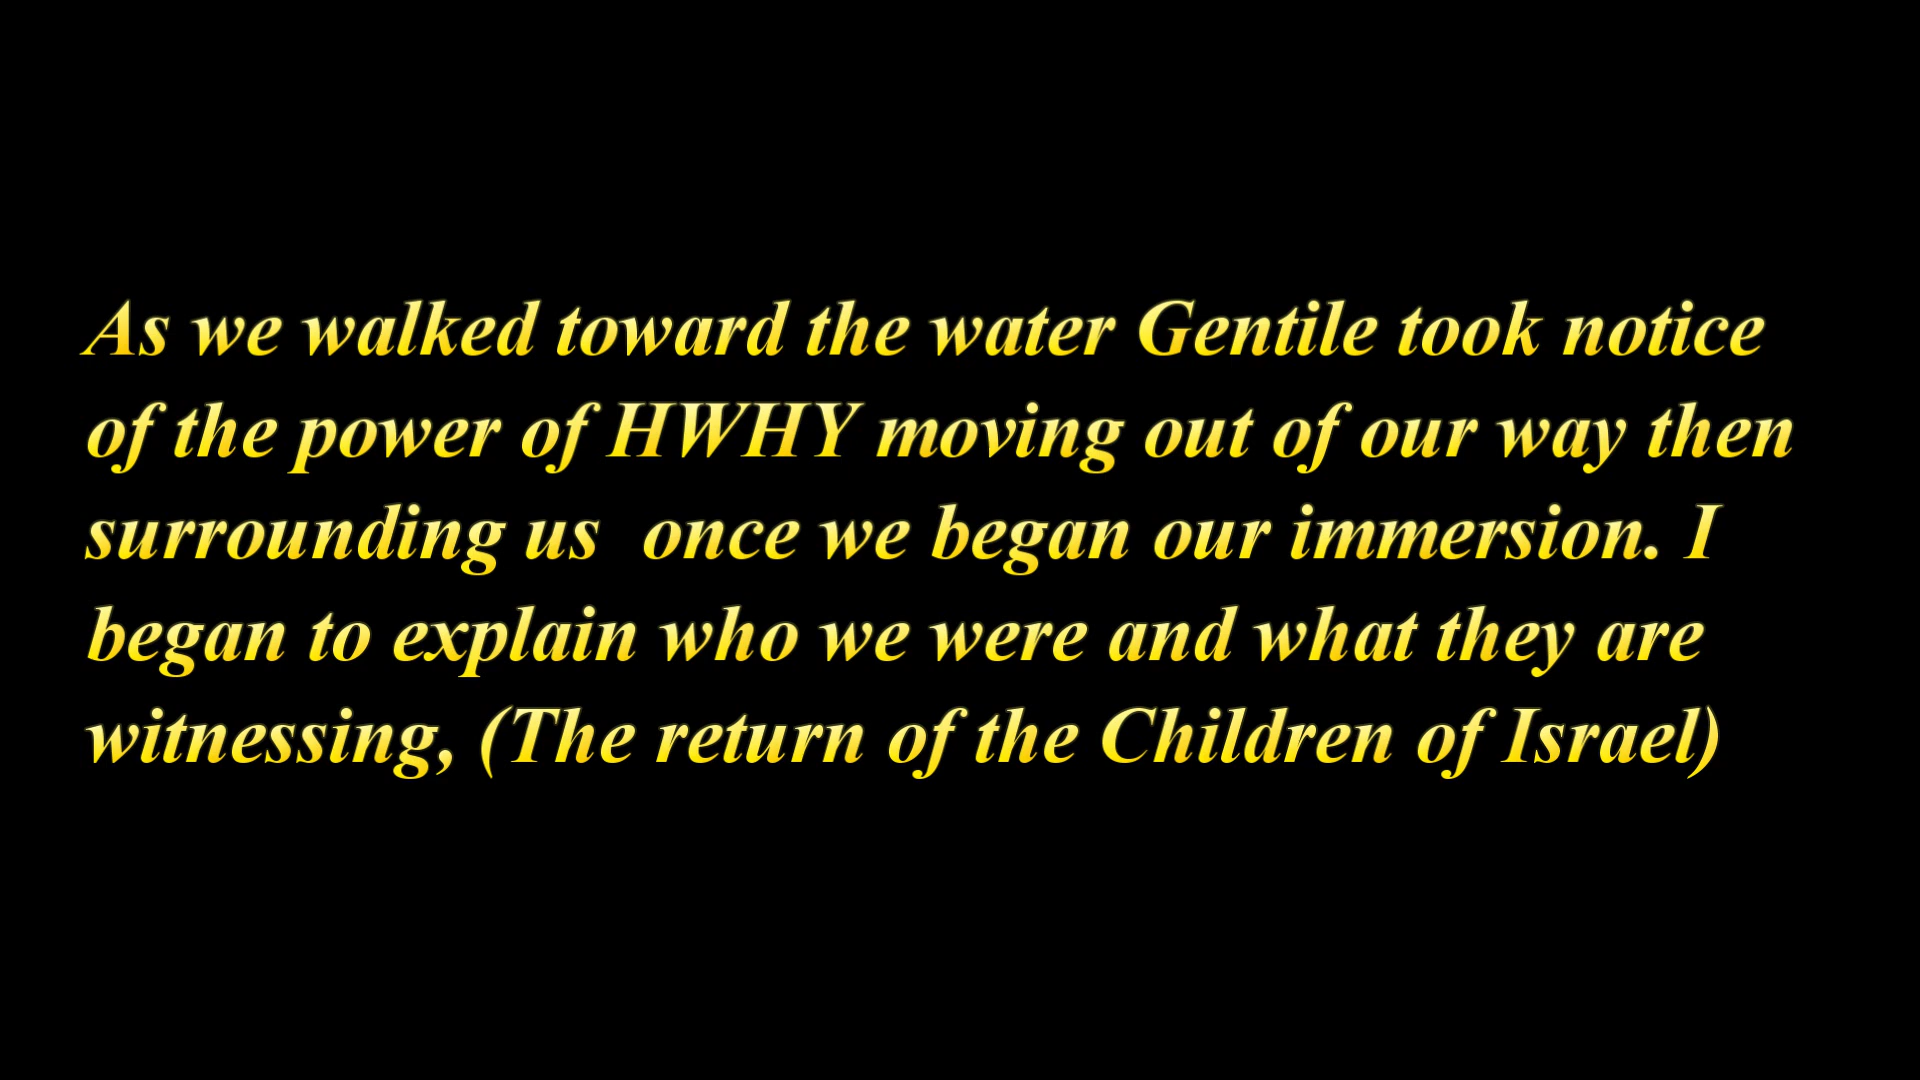 As we walked toward the water Gentile took notice
of the power of HWHY moving out of our way then
surrounding us  once we began our immersion. I
began to explain who we were and what they are
witnessing, (The return of the Children of Israel)